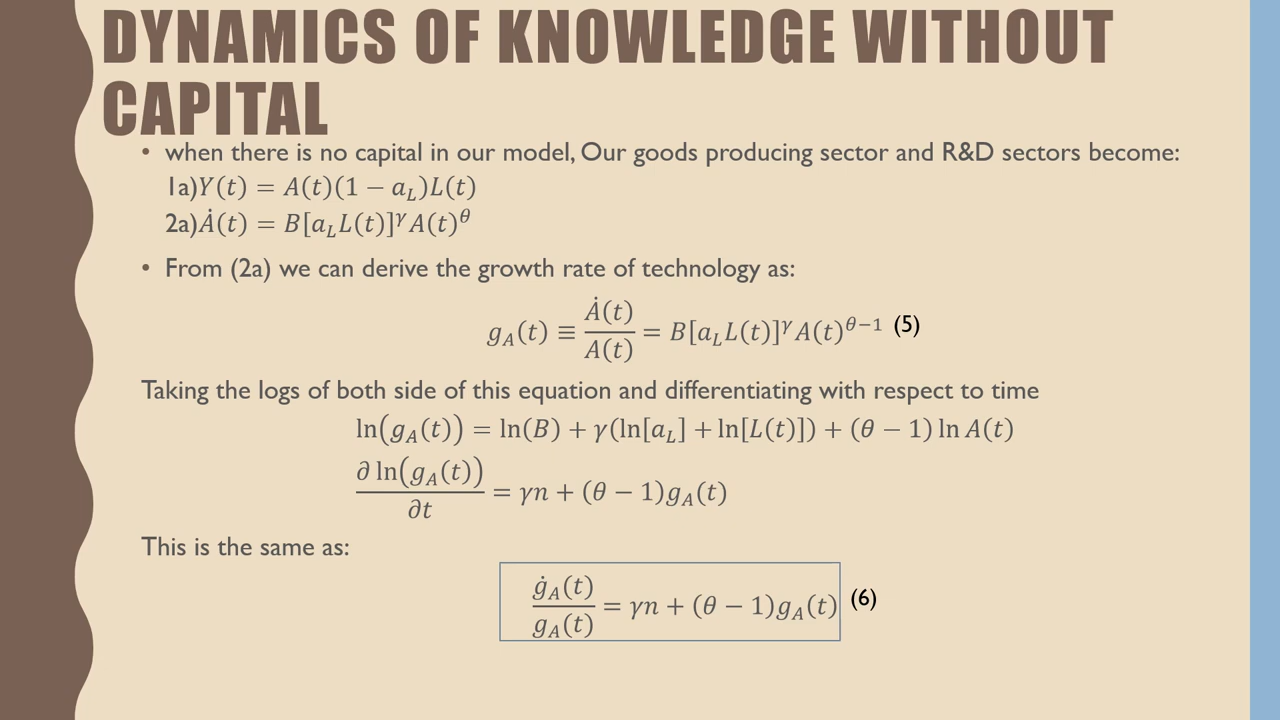 DYNAMICS OF KNOWLEDGE WITHOUT
CAPITAL
• when there is no capital in our model, Our goods producing sector and R&D sectors become:
1a)Y(t) = A(t)(1 − a_L)L(t)
2a)Ȧ(t) = B[a_L L(t)]^γ A(t)^θ
• From (2a) we can derive the growth rate of technology as:
g_A(t) ≡ Ȧ(t)/A(t) = B[a_L L(t)]^γ A(t)^{θ−1} (5)
Taking the logs of both side of this equation and differentiating with respect to time
ln(g_A(t)) = ln(B) + γ(ln[a_L] + ln[L(t)]) + (θ − 1) ln A(t)
∂ ln(g_A(t))/∂t = γn + (θ − 1)g_A(t)
This is the same as:
ġ_A(t)/g_A(t) = γn + (θ − 1)g_A(t) (6)